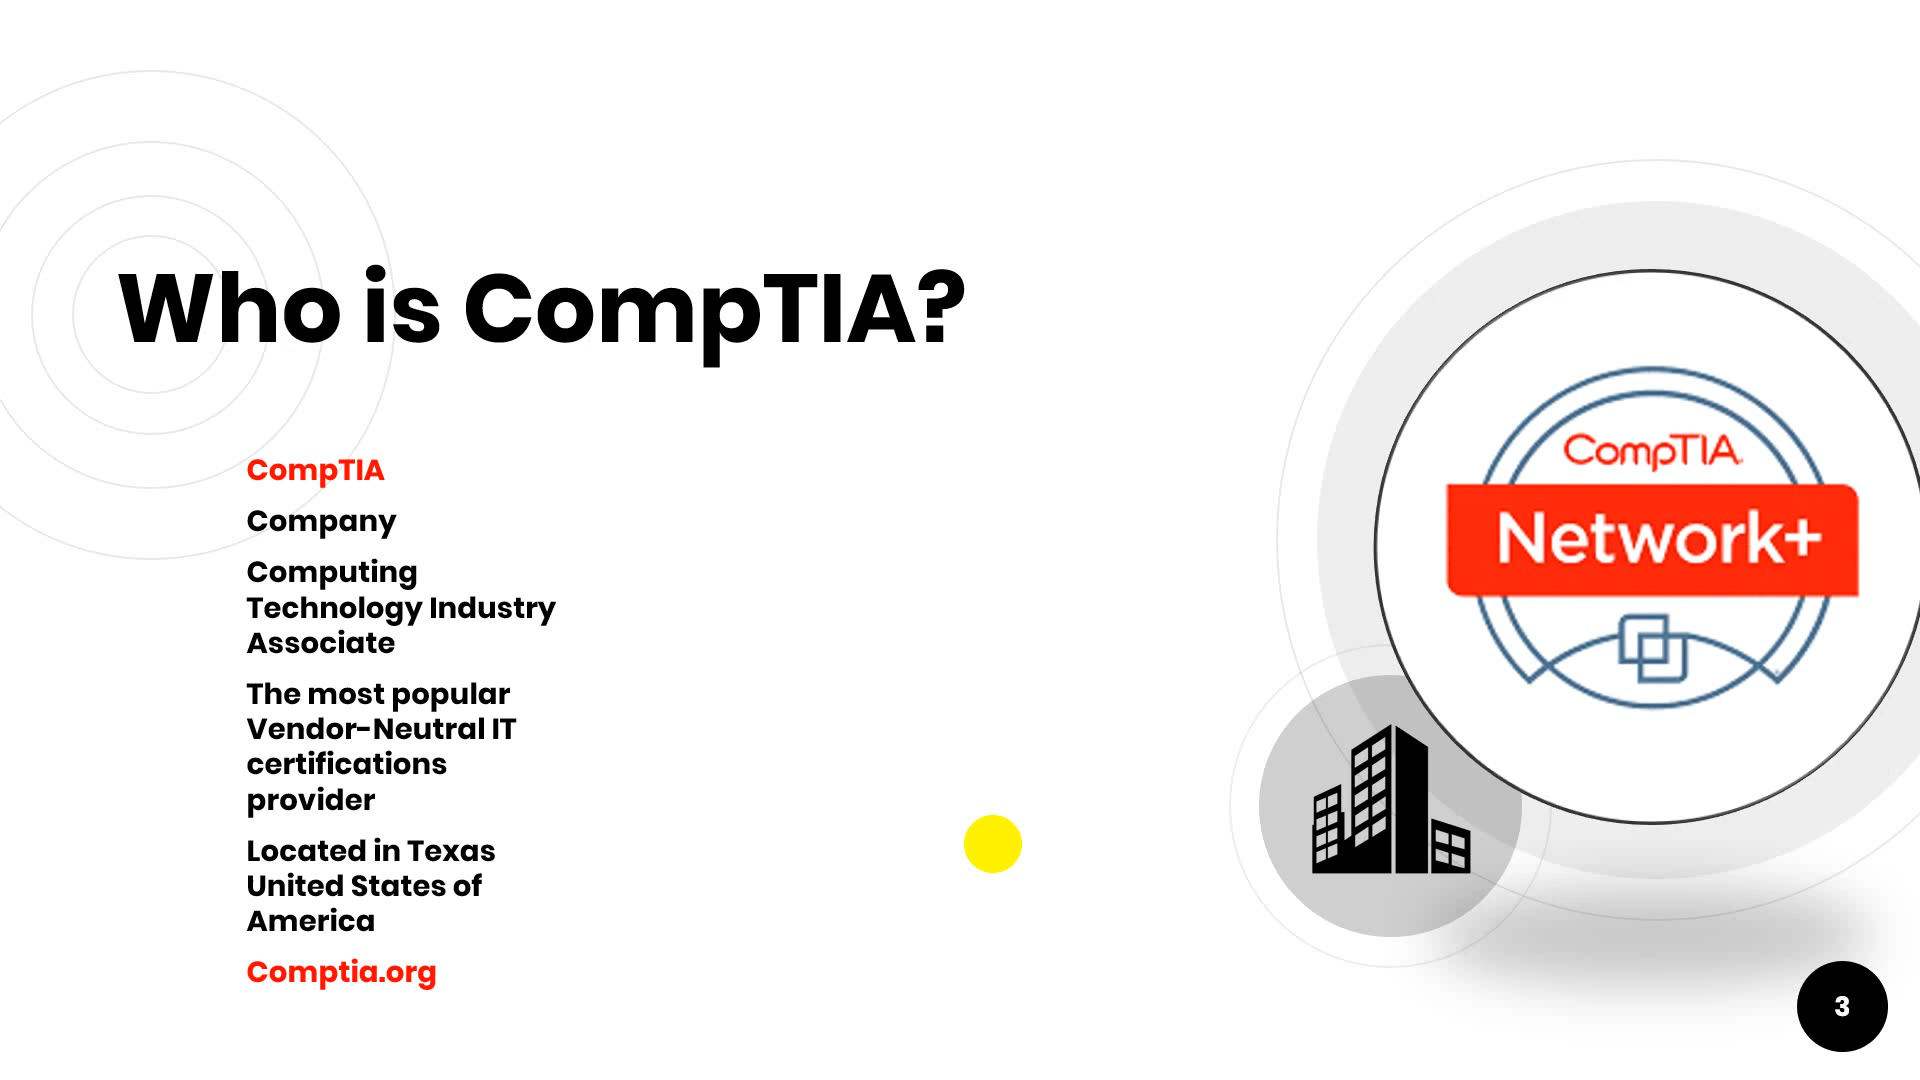 Who is CompTIA?
CompTIA
Company
Computing
Technology Industry
Associate
The most popular
Vendor-Neutral IT
certifications
provider
Located in Texas
United States of
America
Comptia.org
CompTIA.
Network+
3